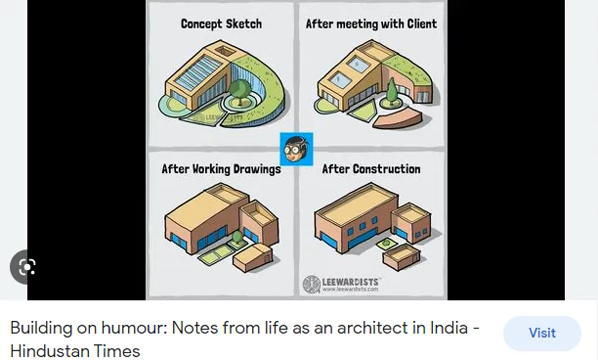 Concept Sketch
After meeting with Client
LEEWARDISTS
After Working Drawings
After Construction
LEEWARDISTS
www.leewardists.com
Building on humour: Notes from life as an architect in India -
Hindustan Times
Visit